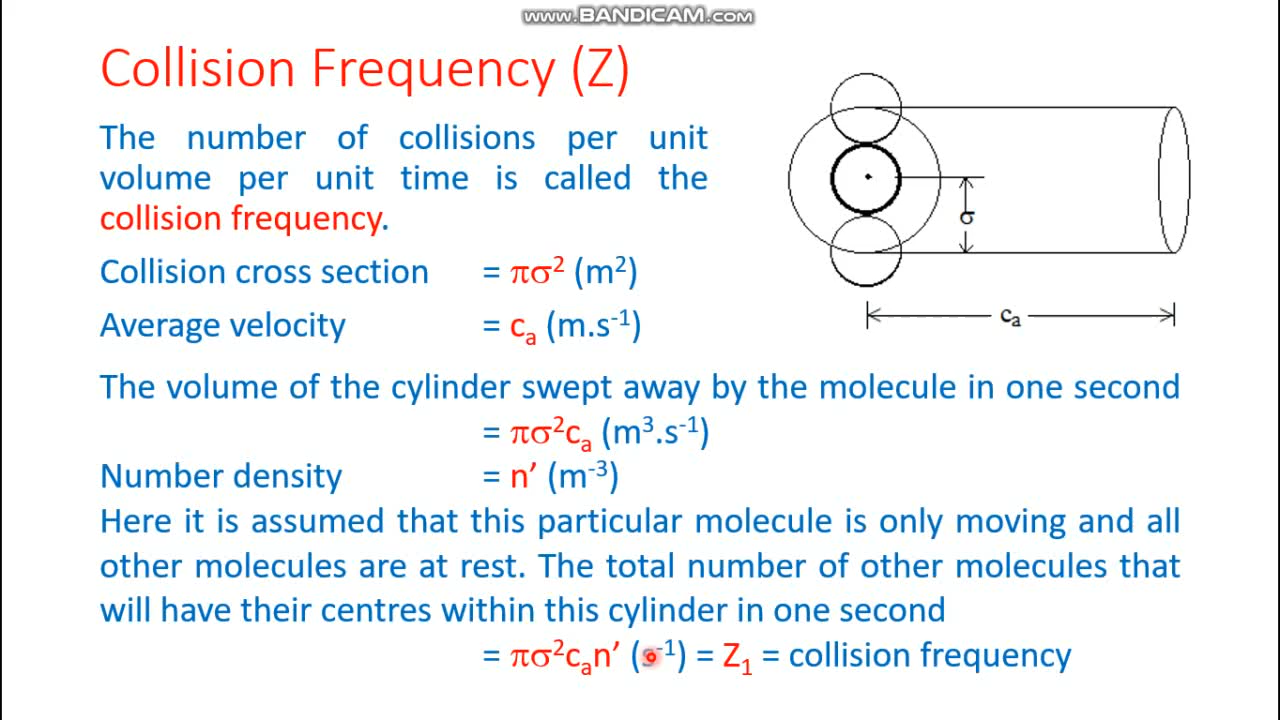 www.BANDICAM.com
Collision Frequency (Z)
The number of collisions per unit
volume per unit time is called the
collision frequency.
Collision cross section = πσ² (m²)
Average velocity = cₐ (m.s⁻¹)
σ
cₐ
The volume of the cylinder swept away by the molecule in one second
= πσ²cₐ (m³.s⁻¹)
Number density = n’ (m⁻³)
Here it is assumed that this particular molecule is only moving and all
other molecules are at rest. The total number of other molecules that
will have their centres within this cylinder in one second
= πσ²cₐn’ (s⁻¹) = Z₁ = collision frequency